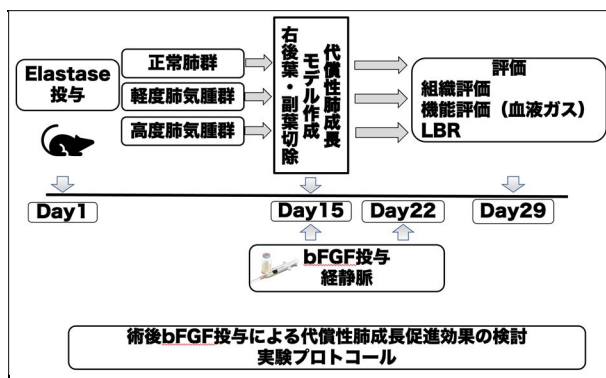 Elastase
投与
正常肺群
軽度肺気腫群
高度肺気腫群
右後葉・副葉切除
モデル作成
代償性肺成長
評価
組織評価
機能評価（血液ガス）
LBR
Day1
Day15
Day22
Day29
bFGF投与
経静脈
術後bFGF投与による代償性肺成長促進効果の検討
実験プロトコール